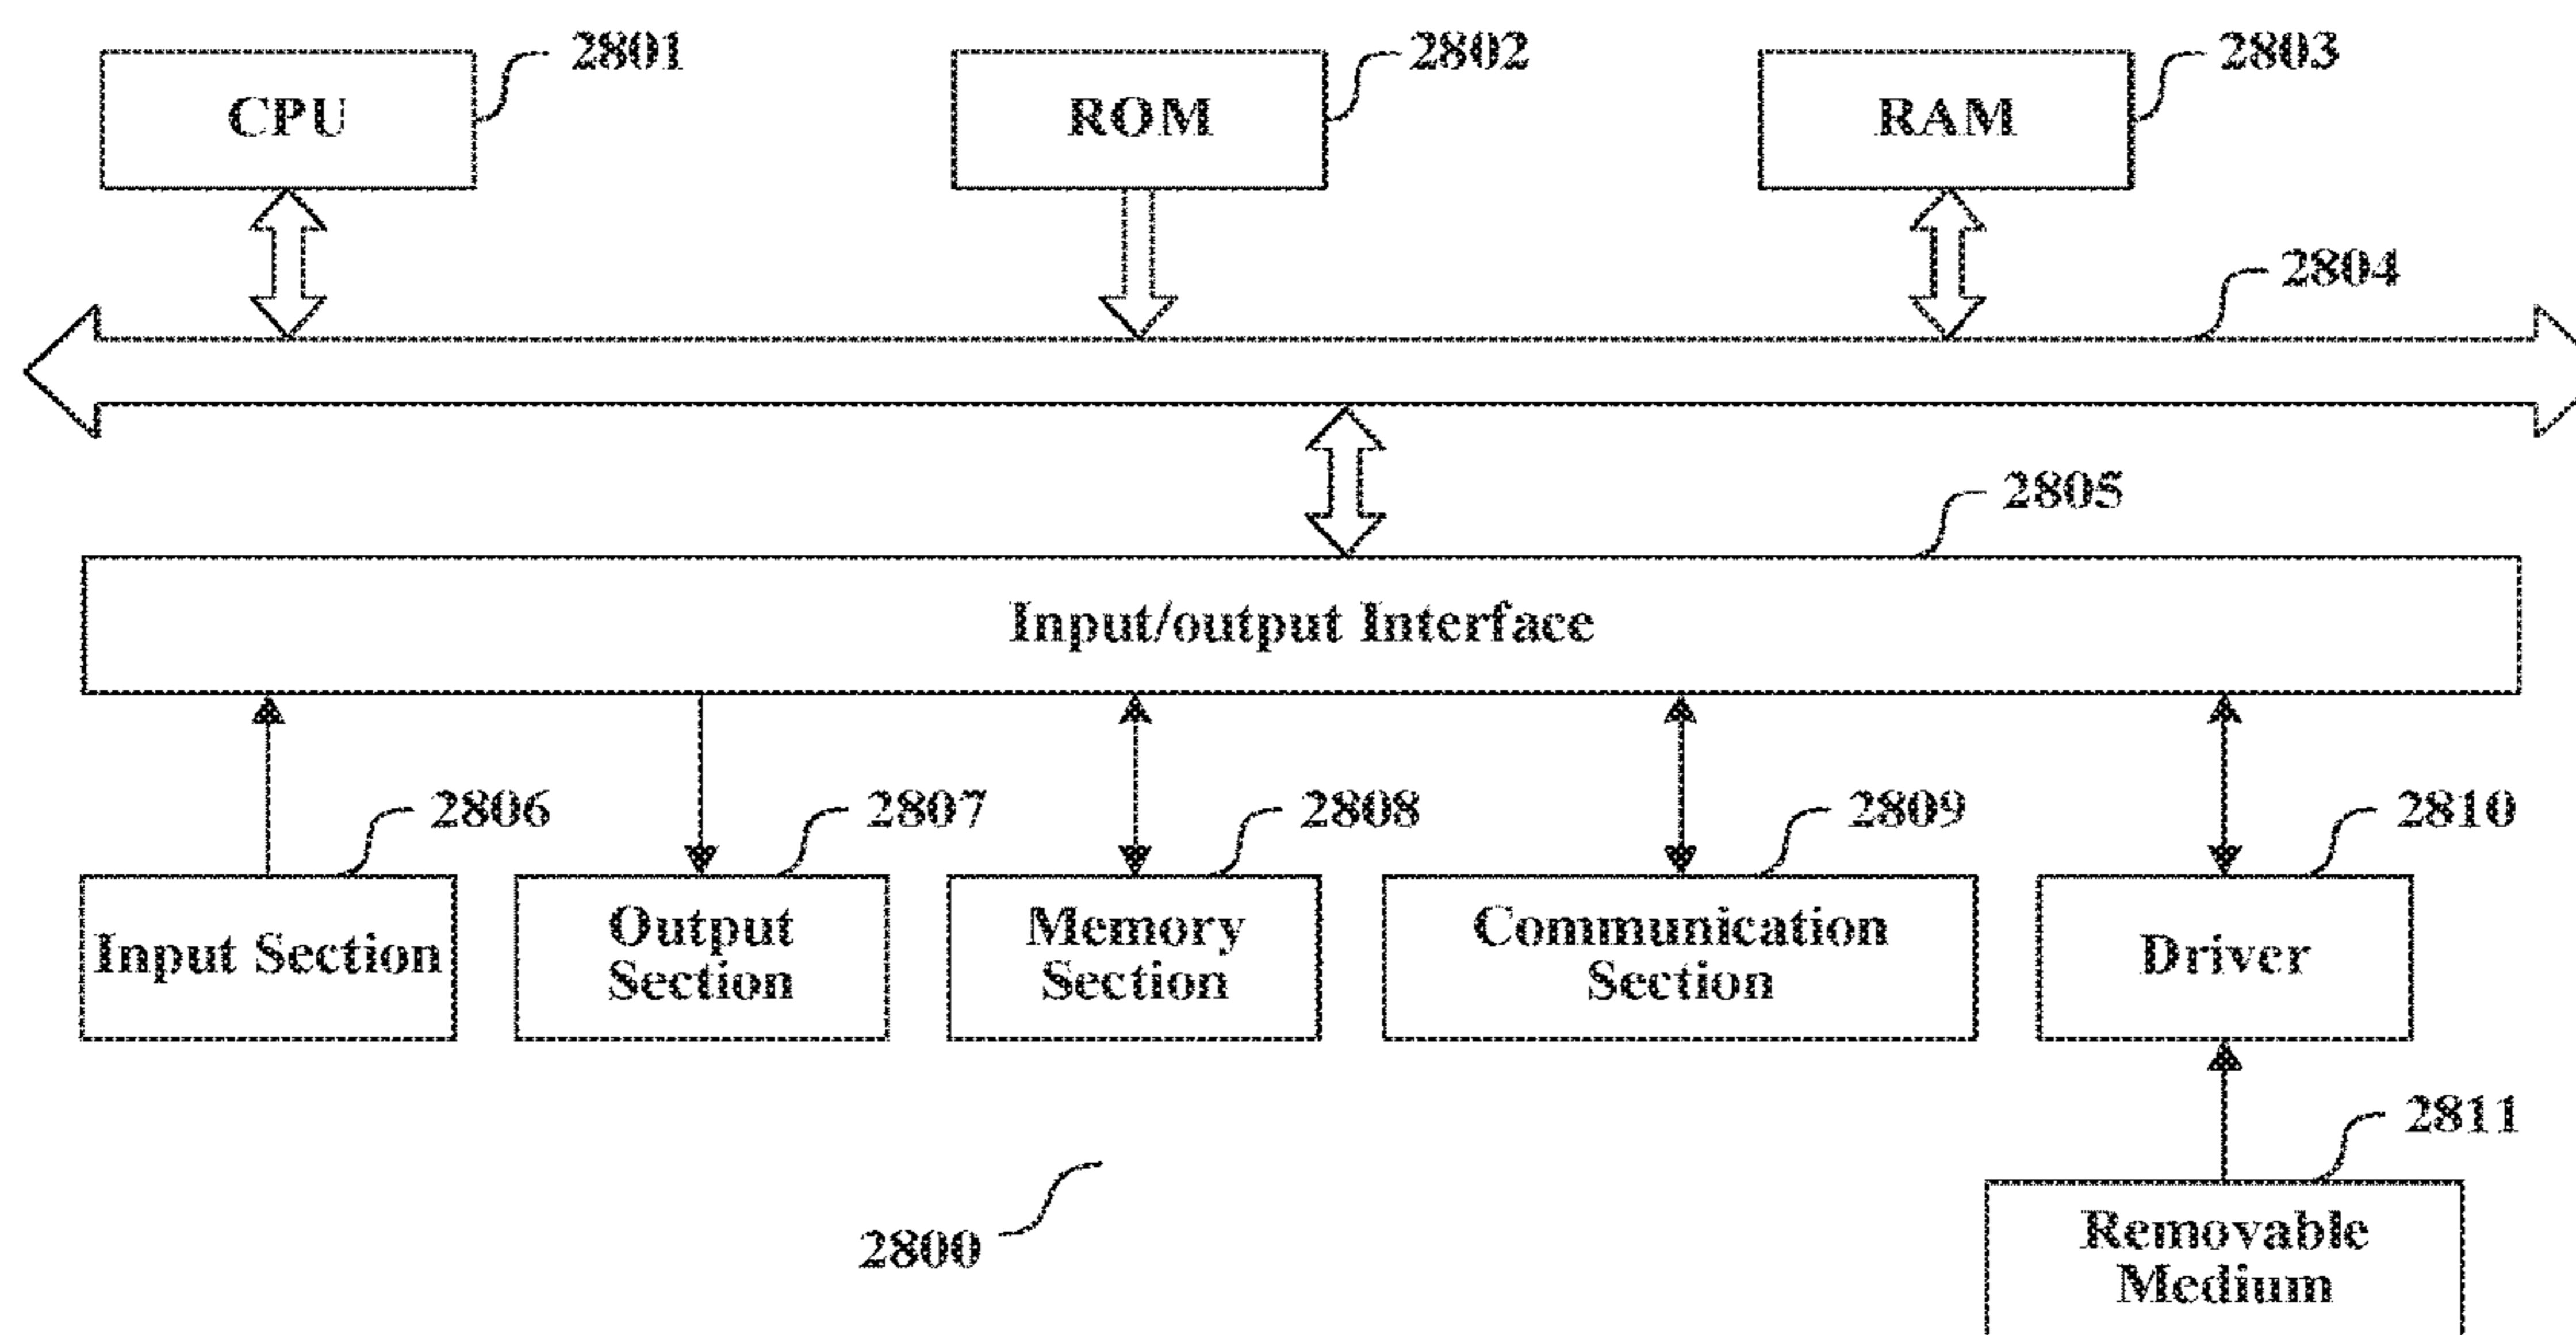 CPU 2801
ROM 2802
RAM 2803
2804
2805
Input/output Interface
2806
2807
2808
2809
2810
Input Section
Output
Section
Memory
Section
Communication
Section
Driver
2811
2800
Removable
Medium